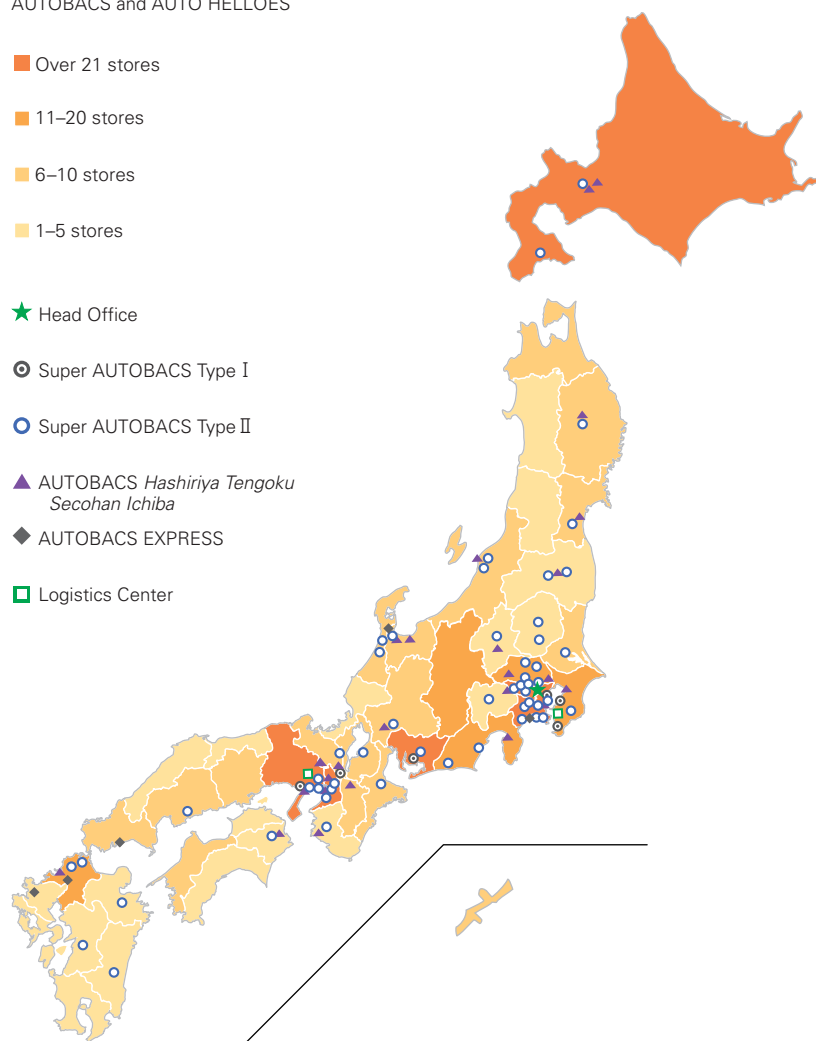 AUTOBACS and AUTO HELLOES
Over 21 stores
11–20 stores
6–10 stores
1–5 stores
Head Office
Super AUTOBACS Type Ⅰ
Super AUTOBACS Type Ⅱ
AUTOBACS Hashiriya Tengoku
Secohan Ichiba
AUTOBACS EXPRESS
Logistics Center